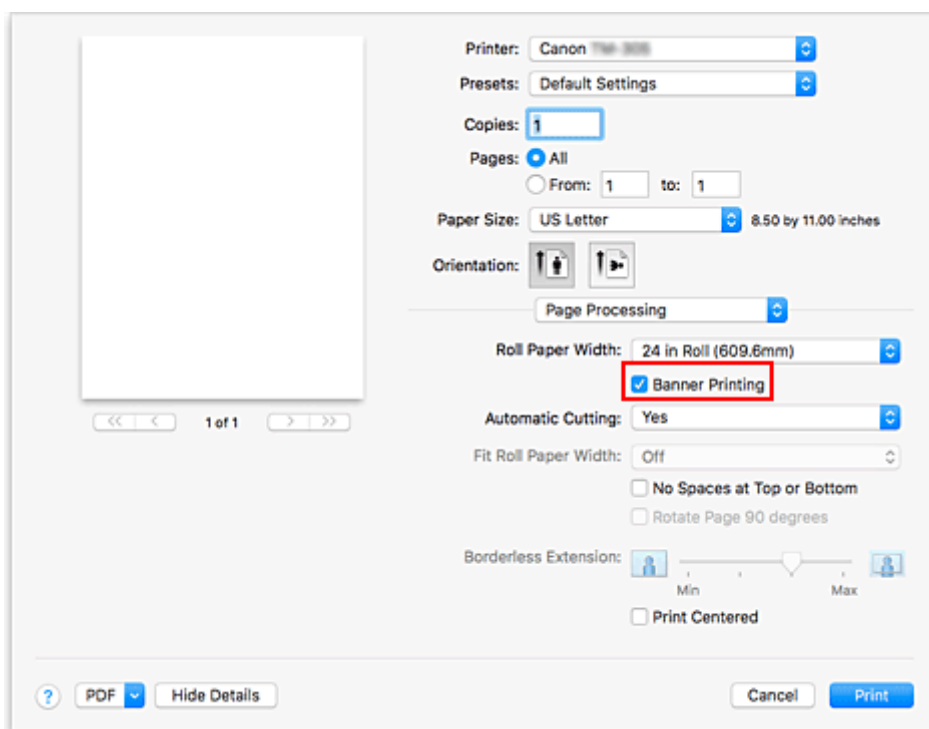 Printer: Canon
Presets: Default Settings
Copies: 1
Pages: All
From: 1 to: 1
Paper Size: US Letter 8.50 by 11.00 inches
Orientation:
Page Processing
Roll Paper Width: 24 in Roll (609.6mm)
Banner Printing
<< < 1 of 1 > >>
Automatic Cutting: Yes
Fit Roll Paper Width: Off
No Spaces at Top or Bottom
Rotate Page 90 degrees
Borderless Extension:
Min Max
Print Centered
? PDF Hide Details Cancel Print